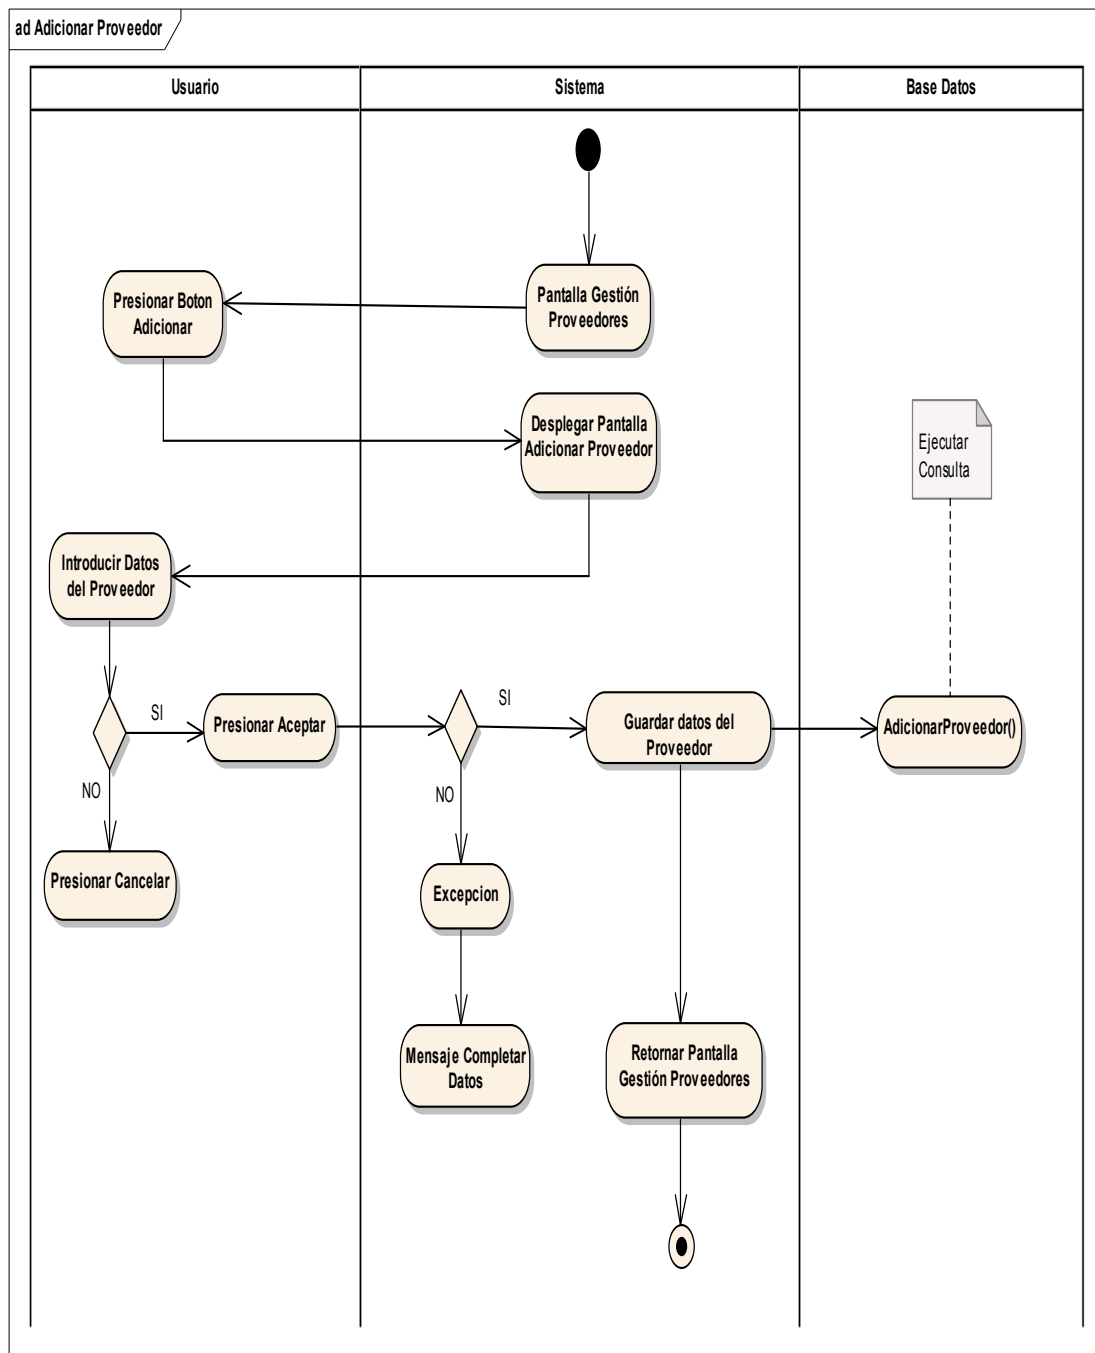 ad Adicionar Proveedor
Usuario
Sistema
Base Datos
Presionar Boton
Adicionar
Pantalla Gestión
Proveedores
Desplegar Pantalla
Adicionar Proveedor
Ejecutar
Consulta
Introducir Datos
del Proveedor
SI
Presionar Aceptar
SI
Guardar datos del
Proveedor
AdicionarProveedor()
NO
NO
Presionar Cancelar
Excepcion
Mensaje Completar
Datos
Retornar Pantalla
Gestión Proveedores